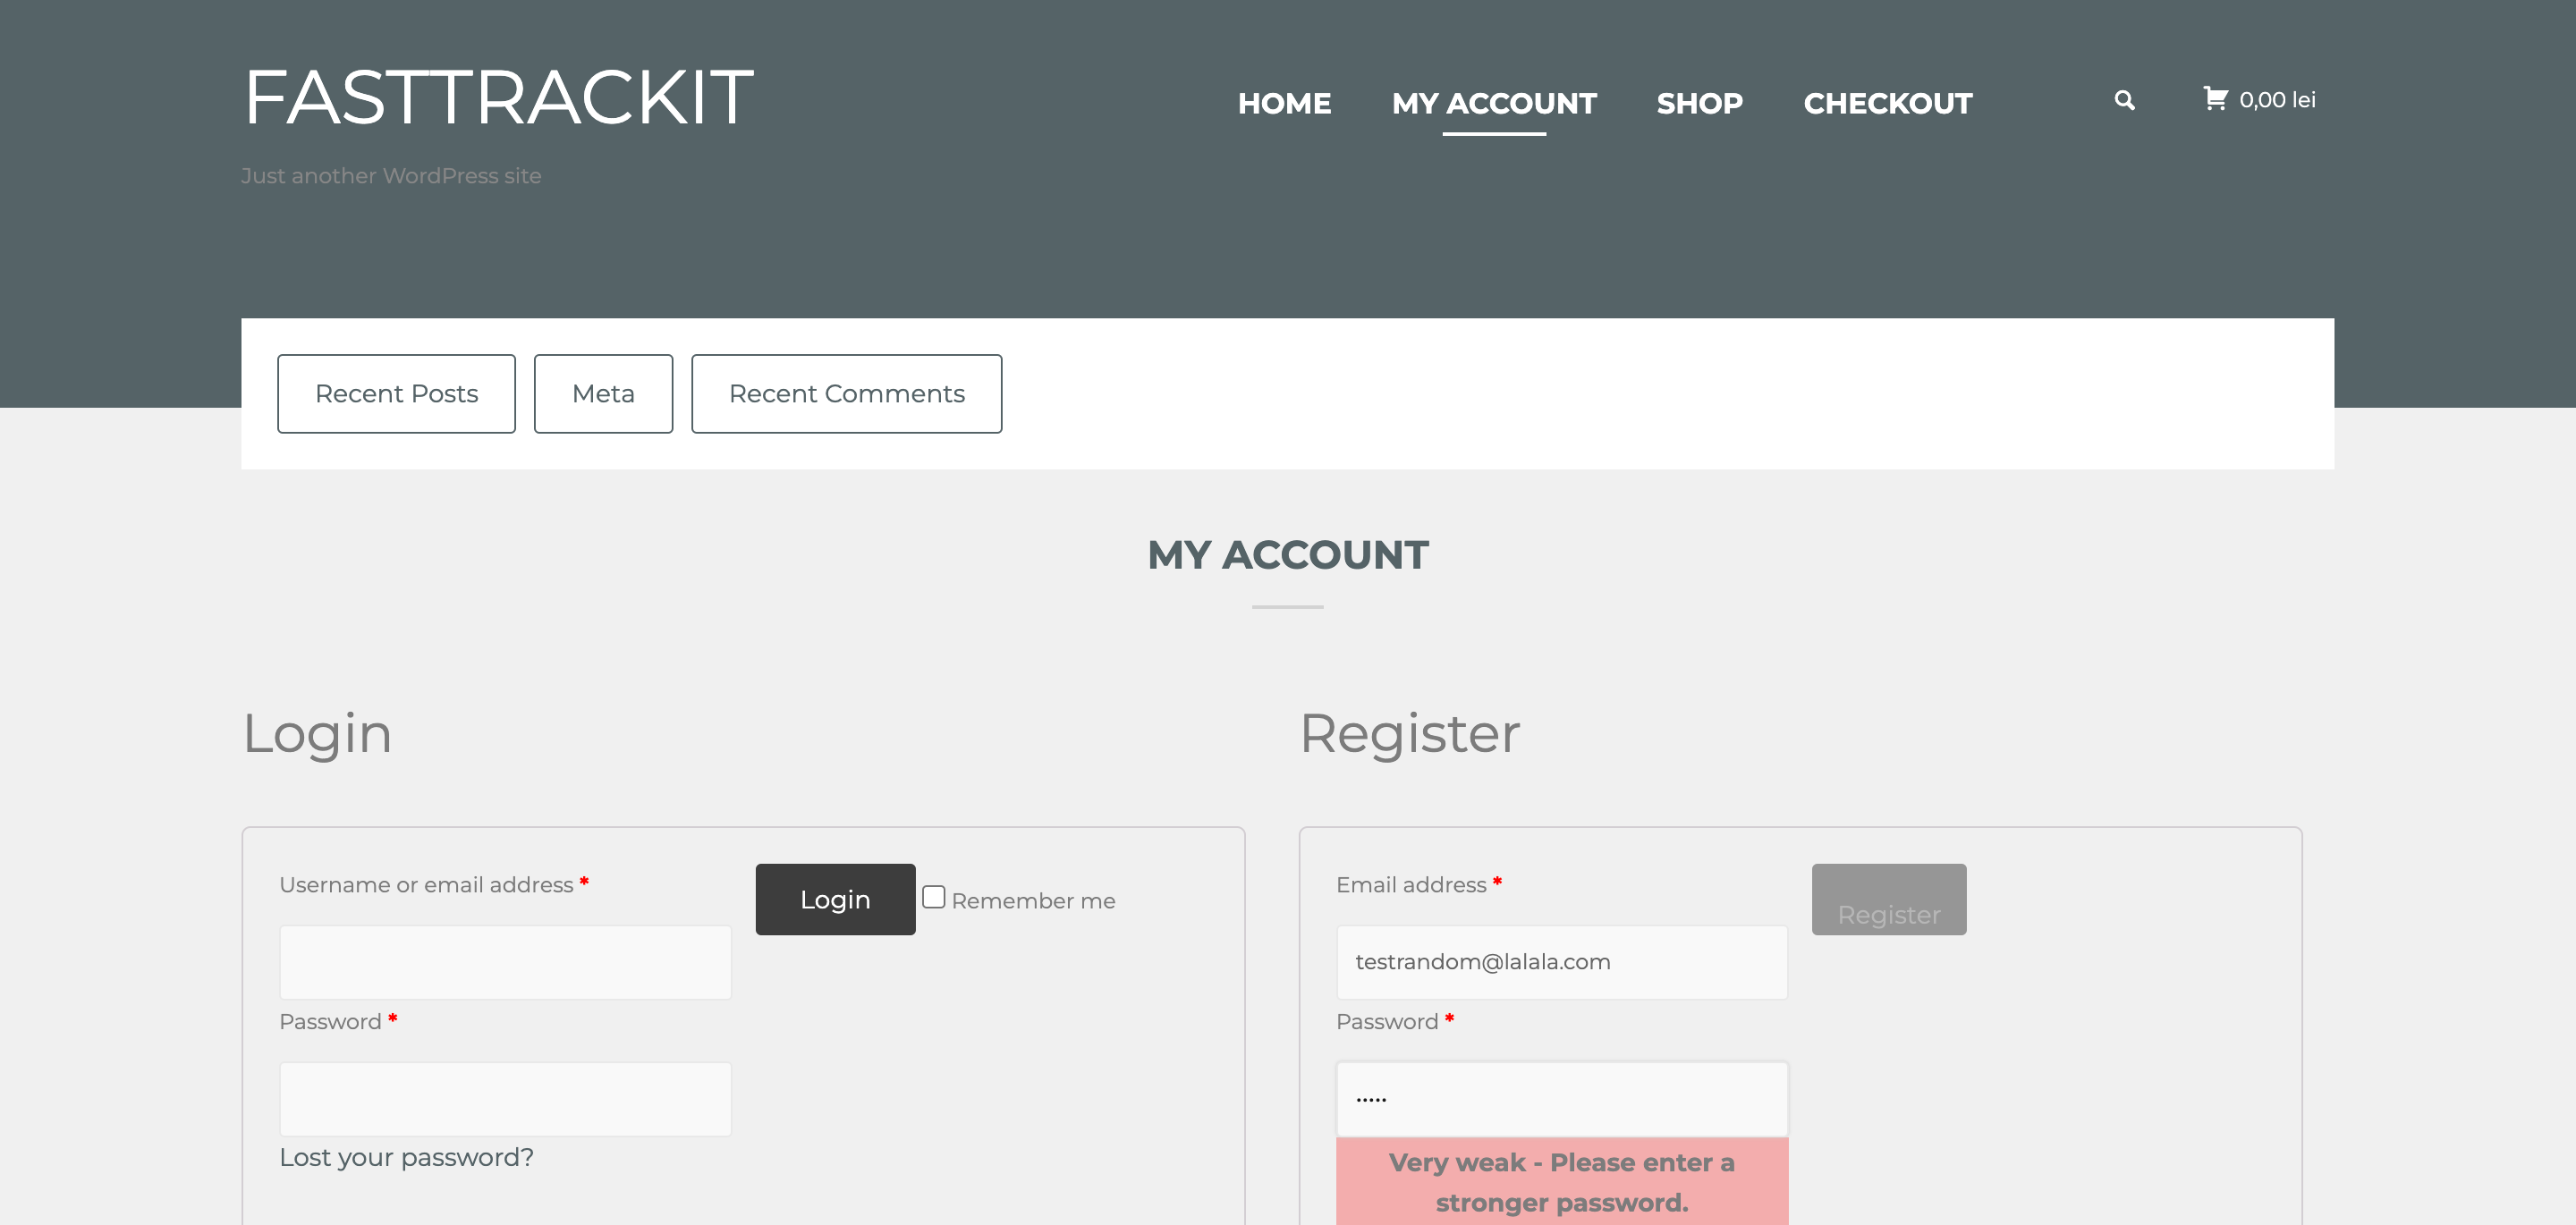 FASTTRACKIT
HOME MY ACCOUNT SHOP CHECKOUT 0,00 lei
Just another WordPress site
Recent Posts Meta Recent Comments
MY ACCOUNT
Login
Username or email address *
Login Remember me
Password *
Lost your password?
Register
Email address *
Register
testrandom@lalala.com
Password *
•••••
Very weak - Please enter a
stronger password.